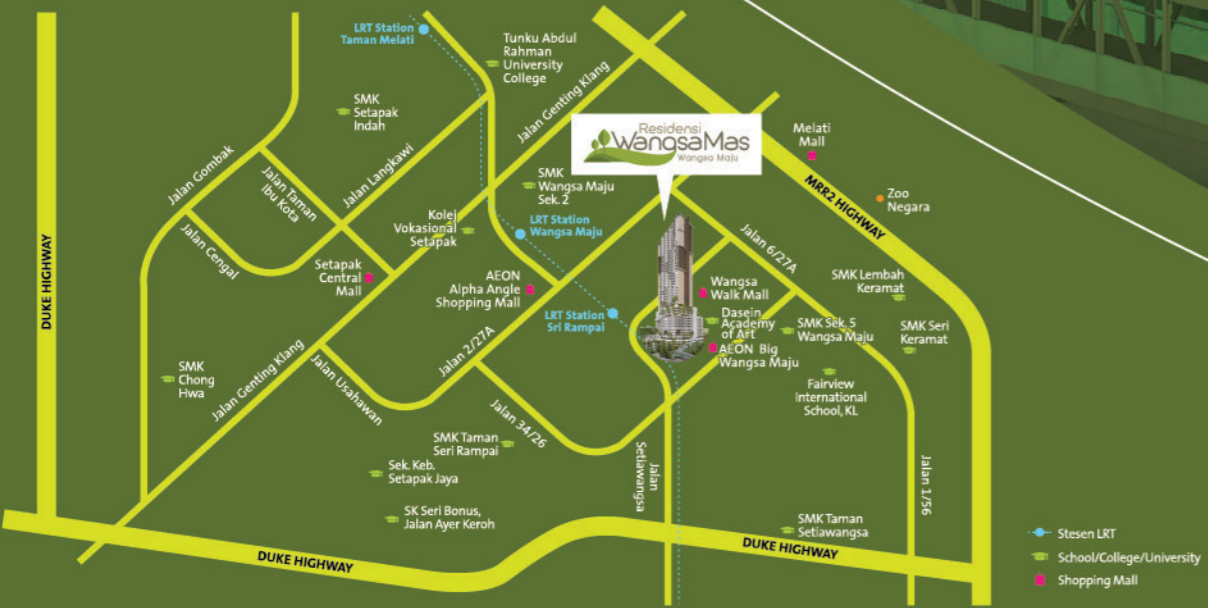 LRT Station
Taman Melati
Tunku Abdul
Rahman
University
College
SMK
Setapak
Indah
Jalan Genting Klang
Residensi
WangsaMas
Wangsa Maju
Melati
Mall
MRR2 HIGHWAY
Zoo
Negara
Jalan Gombak
Jalan Taman
Ibu Kota
Jalan Langkawi
SMK
Wangsa Maju
Sek. 2
Kolej
Vokasional
Setapak
LRT Station
Wangsa Maju
Jalan Cengal
Setapak
Central
Mall
AEON
Alpha Angle
Shopping Mall
LRT Station
Sri Rampai
Jalan 6/27A
Wangsa
Walk Mall
Dasein
Academy
of Art
AEON Big
Wangsa Maju
SMK Lembah
Keramat
SMK Sek. 5
Wangsa Maju
SMK Seri
Keramat
Fairview
International
School, KL
DUKE HIGHWAY
SMK
Chong
Hwa
Jalan Genting Klang
Jalan Usahawan
Jalan 2/27A
Jalan 34/26
SMK Taman
Seri Rampai
Sek. Keb.
Setapak Jaya
SK Seri Bonus,
Jalan Ayer Keroh
Jalan
Setiawangsa
Jalan 1/56
SMK Taman
Setiawangsa
DUKE HIGHWAY
DUKE HIGHWAY
Stesen LRT
School/College/University
Shopping Mall